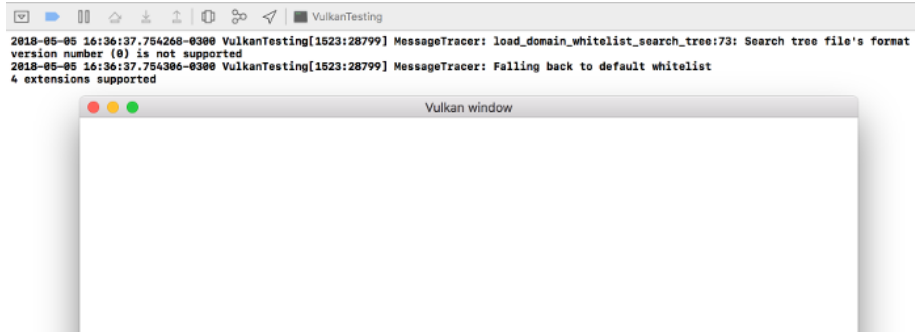 VulkanTesting
2018-05-05 16:36:37.754268-0300 VulkanTesting[1523:28799] MessageTracer: load_domain_whitelist_search_tree:73: Search tree file's format
version number (0) is not supported
2018-05-05 16:36:37.754306-0300 VulkanTesting[1523:28799] MessageTracer: Falling back to default whitelist
4 extensions supported
Vulkan window